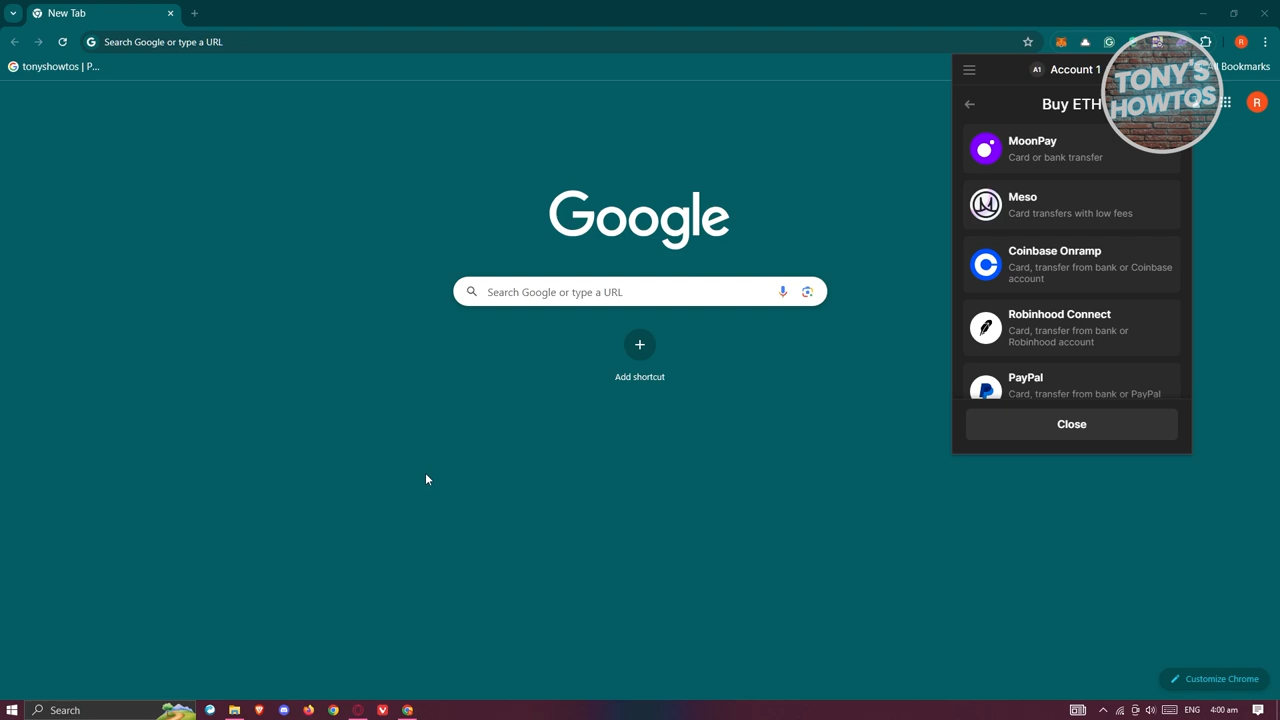 New Tab
Search Google or type a URL
tonyshowtos | P...
All Bookmarks
A1 Account 1
TONY'S
HOWTOS
R
Buy ETH
R
MoonPay
Card or bank transfer
Meso
Card transfers with low fees
Coinbase Onramp
Card, transfer from bank or Coinbase
account
Robinhood Connect
Card, transfer from bank or
Robinhood account
PayPal
Card, transfer from bank or PayPal
Close
Google
Search Google or type a URL
Add shortcut
Customize Chrome
Search
ENG
4:00 am